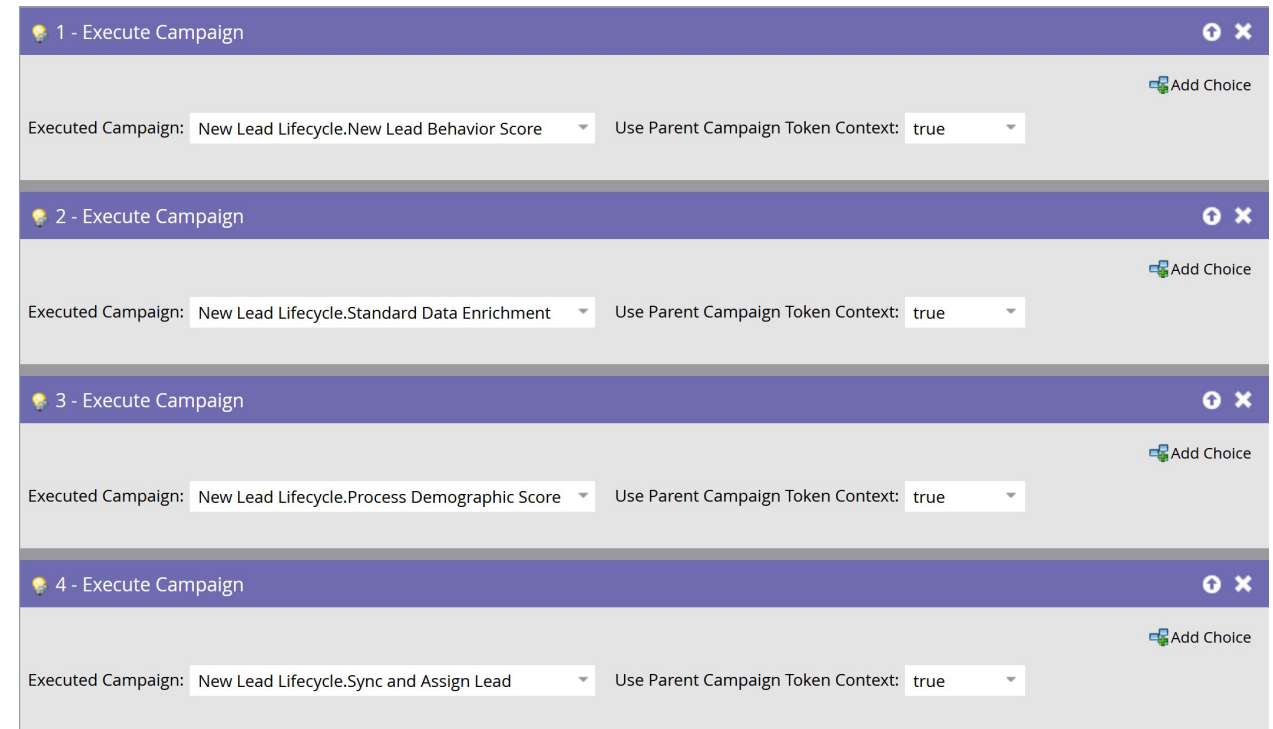 1 - Execute Campaign
Add Choice
Executed Campaign: New Lead Lifecycle.New Lead Behavior Score Use Parent Campaign Token Context: true
2 - Execute Campaign
Add Choice
Executed Campaign: New Lead Lifecycle.Standard Data Enrichment Use Parent Campaign Token Context: true
3 - Execute Campaign
Add Choice
Executed Campaign: New Lead Lifecycle.Process Demographic Score Use Parent Campaign Token Context: true
4 - Execute Campaign
Add Choice
Executed Campaign: New Lead Lifecycle.Sync and Assign Lead Use Parent Campaign Token Context: true